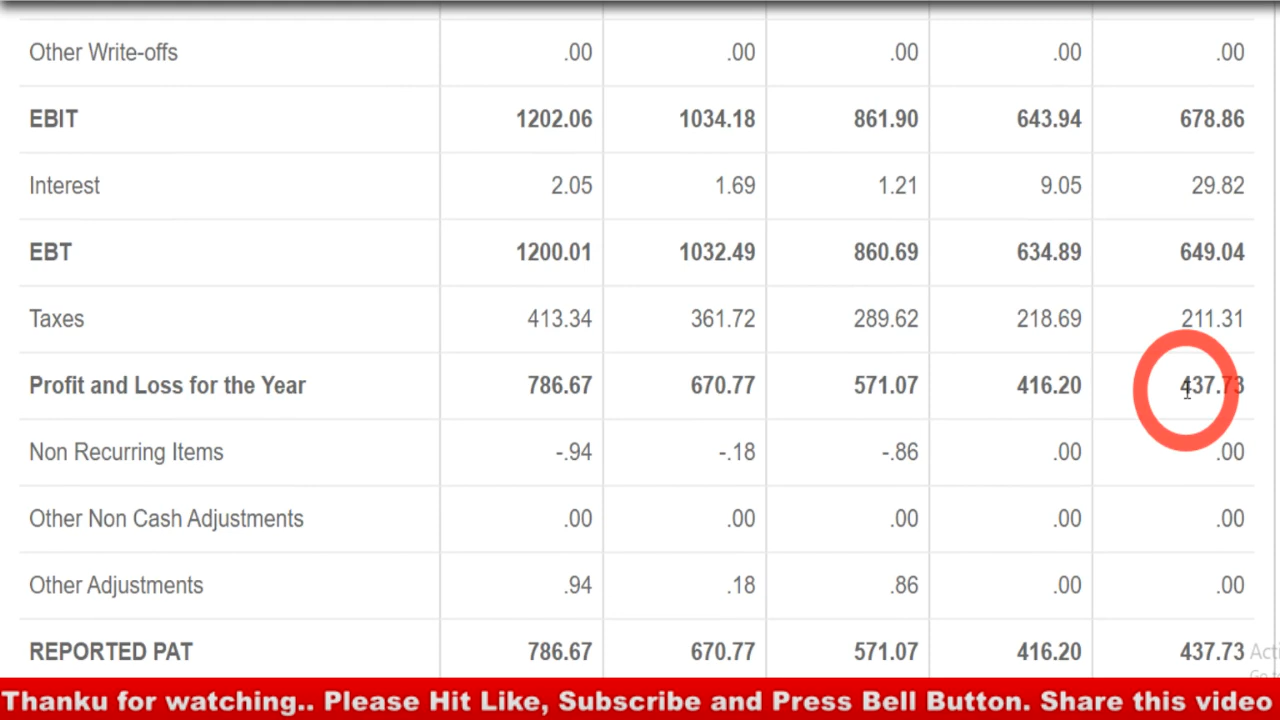 Other Write-offs .00 .00 .00 .00 .00
EBIT 1202.06 1034.18 861.90 643.94 678.86
Interest 2.05 1.69 1.21 9.05 29.82
EBT 1200.01 1032.49 860.69 634.89 649.04
Taxes 413.34 361.72 289.62 218.69 211.31
Profit and Loss for the Year 786.67 670.77 571.07 416.20 437.73
Non Recurring Items -.94 -.18 -.86 .00 .00
Other Non Cash Adjustments .00 .00 .00 .00 .00
Other Adjustments .94 .18 .86 .00 .00
REPORTED PAT 786.67 670.77 571.07 416.20 437.73 Acti
Thanku for watching.. Please Hit Like, Subscribe and Press Bell Button. Share this video